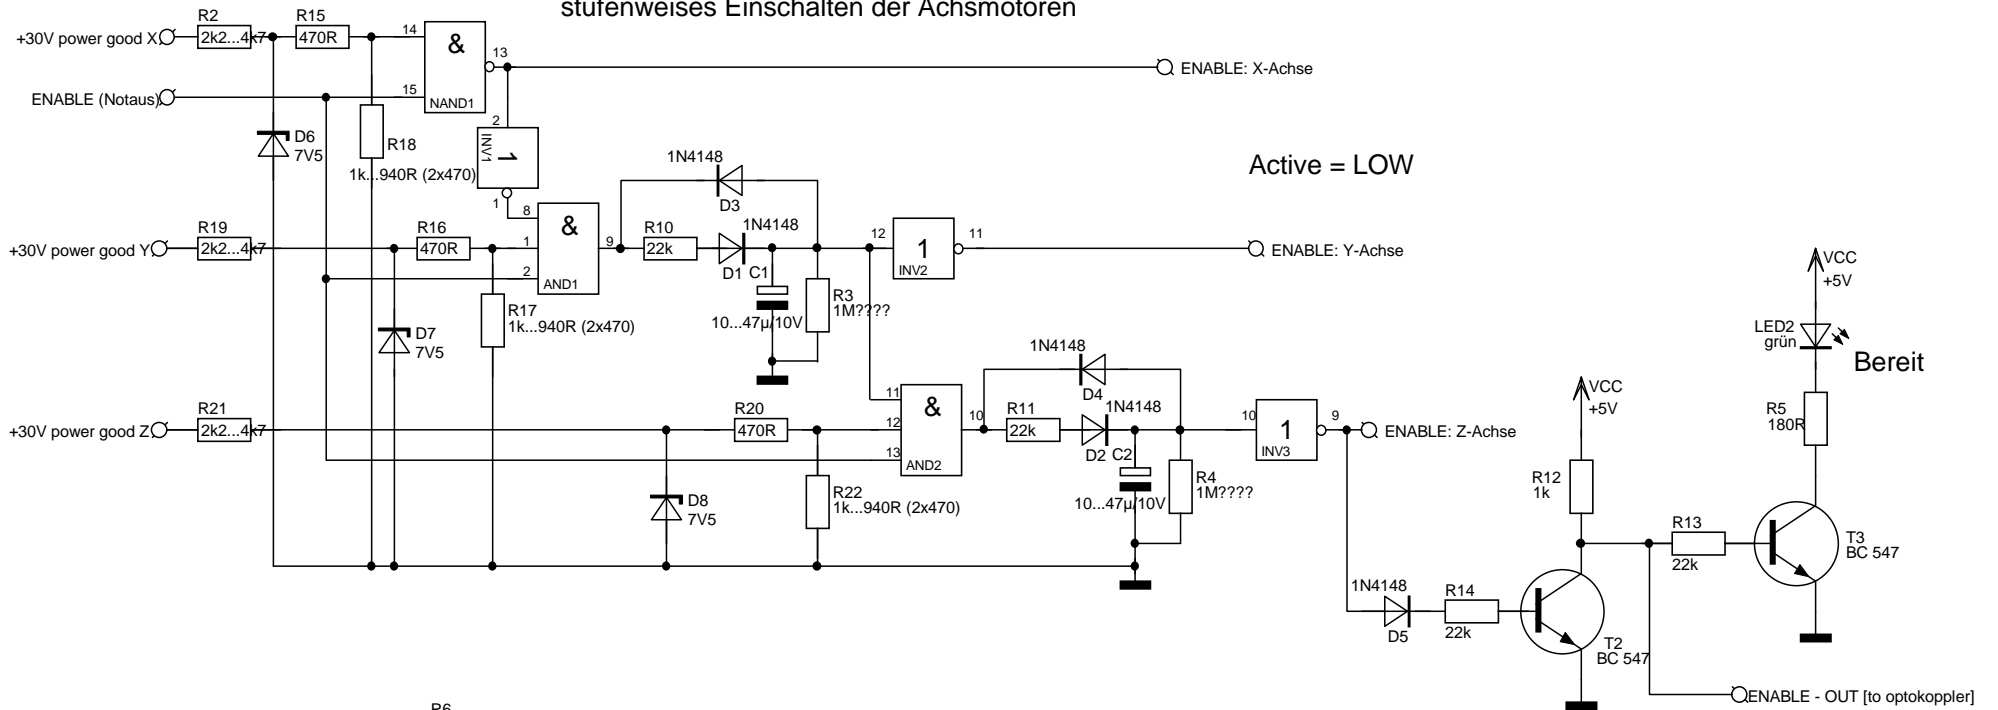 stufenweises Einschalten der Achsmotoren
R2
2k2...4k7
R15
470R
+30V power good X
14
&
13
ENABLE: X-Achse
ENABLE (Notaus)
15
NAND1
2
INV1
1
1
D6
7V5
R18
1k...940R (2x470)
1N4148
D3
Active = LOW
8
&
R19
2k2...4k7
R16
470R
+30V power good Y
1
9
R10
22k
1N4148
D1
C1
12
1
INV2
11
ENABLE: Y-Achse
2
AND1
R17
1k...940R (2x470)
D7
7V5
10...47µ/10V
R3
1M????
VCC
+5V
LED2
grün
Bereit
1N4148
D4
VCC
+5V
R5
180R
11
&
R21
2k2...4k7
R20
470R
+30V power good Z
12
10
R11
22k
1N4148
D2
C2
10
1
INV3
9
ENABLE: Z-Achse
13
AND2
R22
1k...940R (2x470)
D8
7V5
10...47µ/10V
R4
1M????
R12
1k
R13
22k
T3
BC 547
1N4148
D5
R14
22k
T2
BC 547
ENABLE - OUT [to optokoppler]
R6